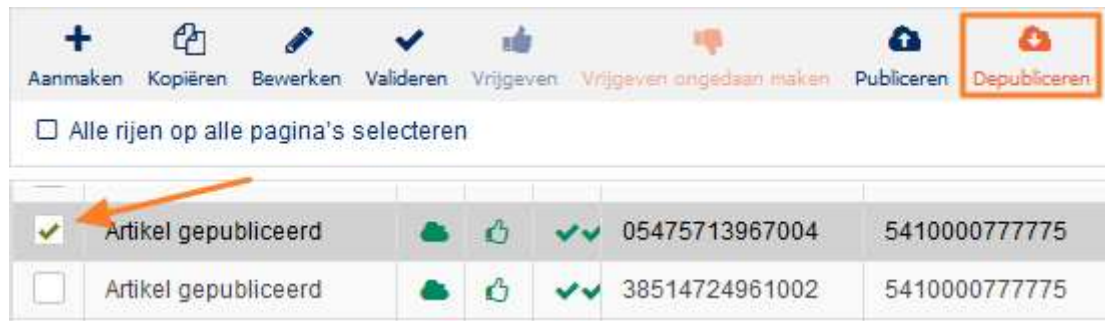 Aanmaken Kopiëren Bewerken Valideren Vrijgeven Vrijgeven ongedaan maken Publiceren Depubliceren
Alle rijen op alle pagina's selecteren
Artikel gepubliceerd 05475713967004 5410000777775
Artikel gepubliceerd 38514724961002 5410000777775